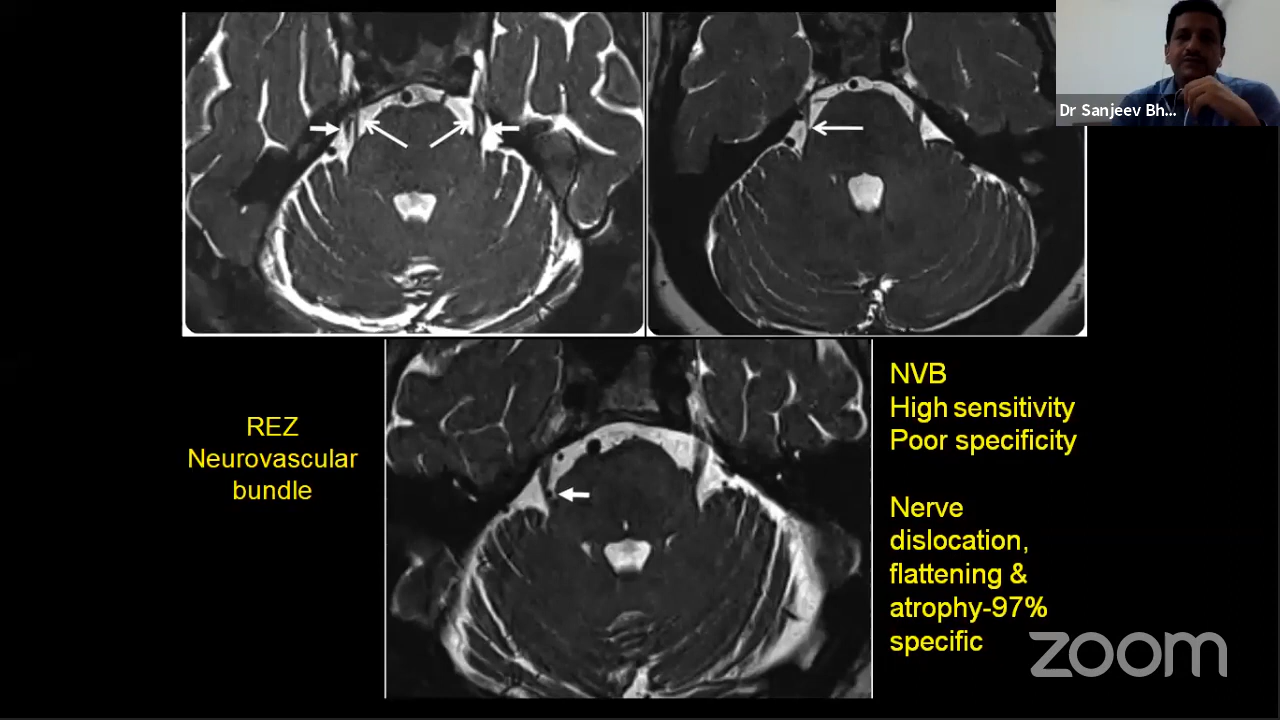 Dr Sanjeev Bh...
REZ
Neurovascular
bundle
NVB
High sensitivity
Poor specificity
Nerve
dislocation,
flattening &
atrophy-97%
specific
zoom